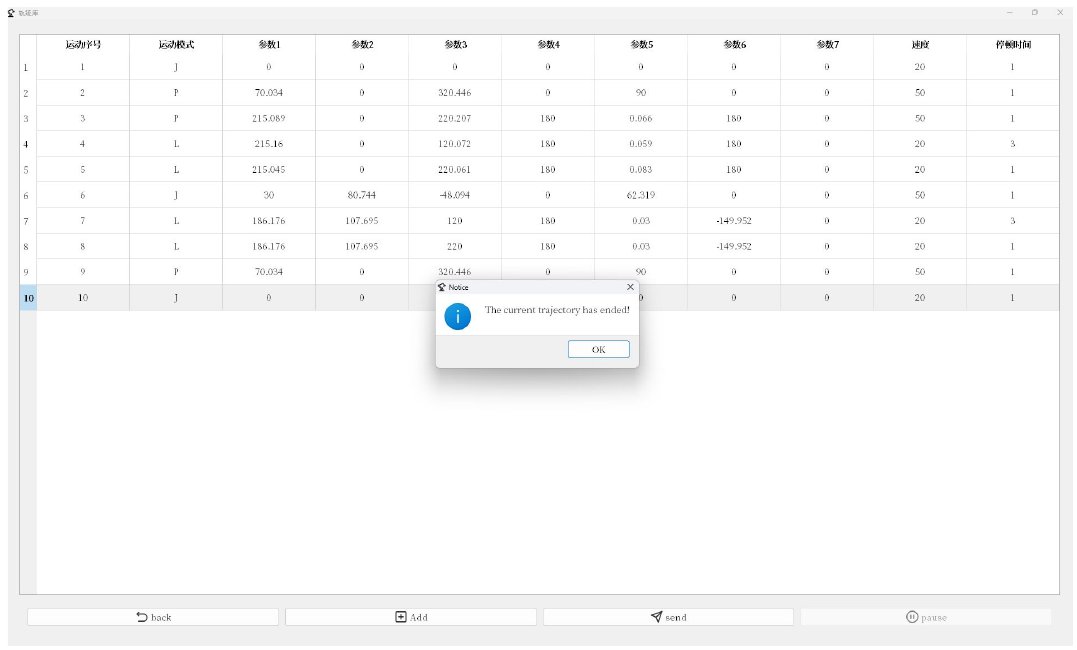 轨迹库
运动序号 运动模式 参数1 参数2 参数3 参数4 参数5 参数6 参数7 速度 停顿时间
1 1 J 0 0 0 0 0 0 0 20 1
2 2 P 70.034 0 320.446 0 90 0 0 50 1
3 3 P 215.089 0 220.207 180 0.066 180 0 50 1
4 4 L 215.16 0 120.072 180 0.059 180 0 20 3
5 5 L 215.045 0 220.061 180 0.083 180 0 20 1
6 6 J 30 80.744 -48.094 0 62.319 0 0 50 1
7 7 L 186.176 107.695 120 180 0.03 -149.952 0 20 3
8 8 L 186.176 107.695 220 180 0.03 -149.952 0 20 1
9 9 P 70.034 0 320.446 0 90 0 0 50 1
10 10 J 0 0 0 0 0 20 1
Notice
The current trajectory has ended!
OK
back Add send pause